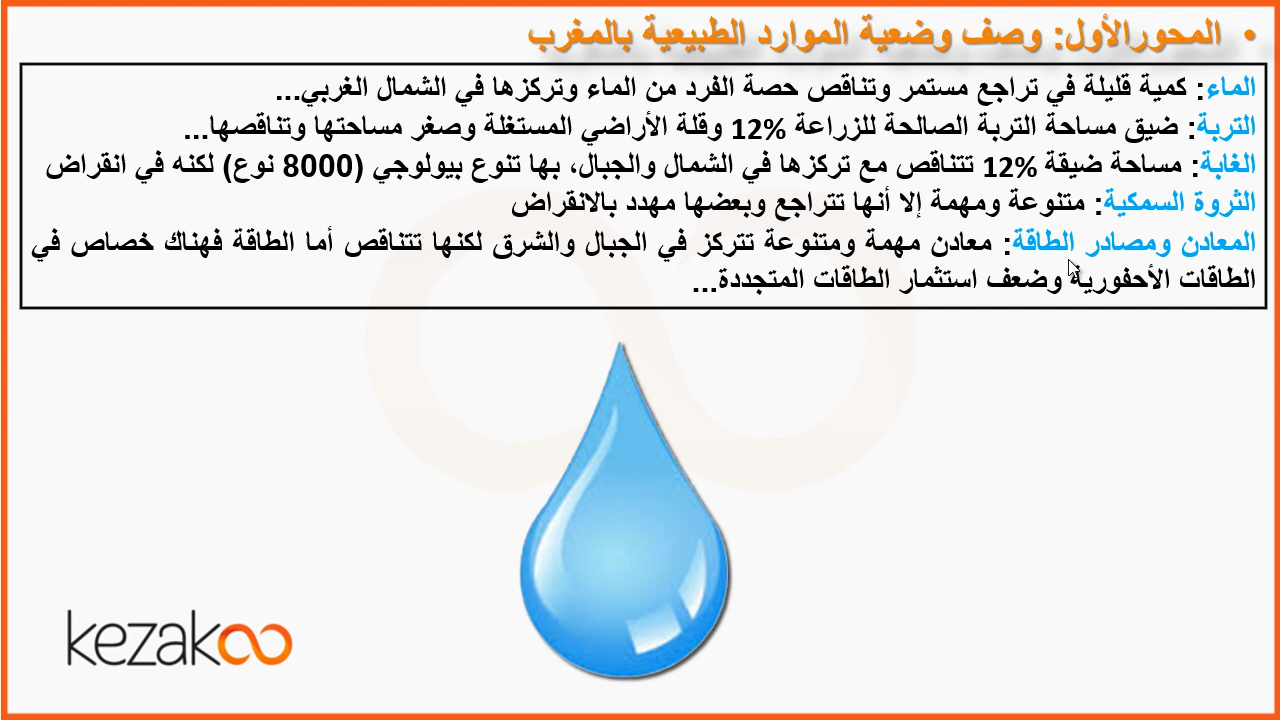 • المحورالأول: وصف وضعية الموارد الطبيعية بالمغرب
الماء: كمية قليلة في تراجع مستمر وتناقص حصة الفرد من الماء وتركزها في الشمال الغربي...
التربة: ضيق مساحة التربة الصالحة للزراعة 12% وقلة الأراضي المستغلة وصغر مساحتها وتناقصها...
الغابة: مساحة ضيقة 12% تتناقص مع تركزها في الشمال والجبال، بها تنوع بيولوجي (8000 نوع) لكنه في انقراض
الثروة السمكية: متنوعة ومهمة إلا أنها تتراجع وبعضها مهدد بالانقراض
المعادن ومصادر الطاقة: معادن مهمة ومتنوعة تتركز في الجبال والشرق لكنها تتناقص أما الطاقة فهناك خصاص في
الطاقات الأحفورية وضعف استثمار الطاقات المتجددة...
kezakoo